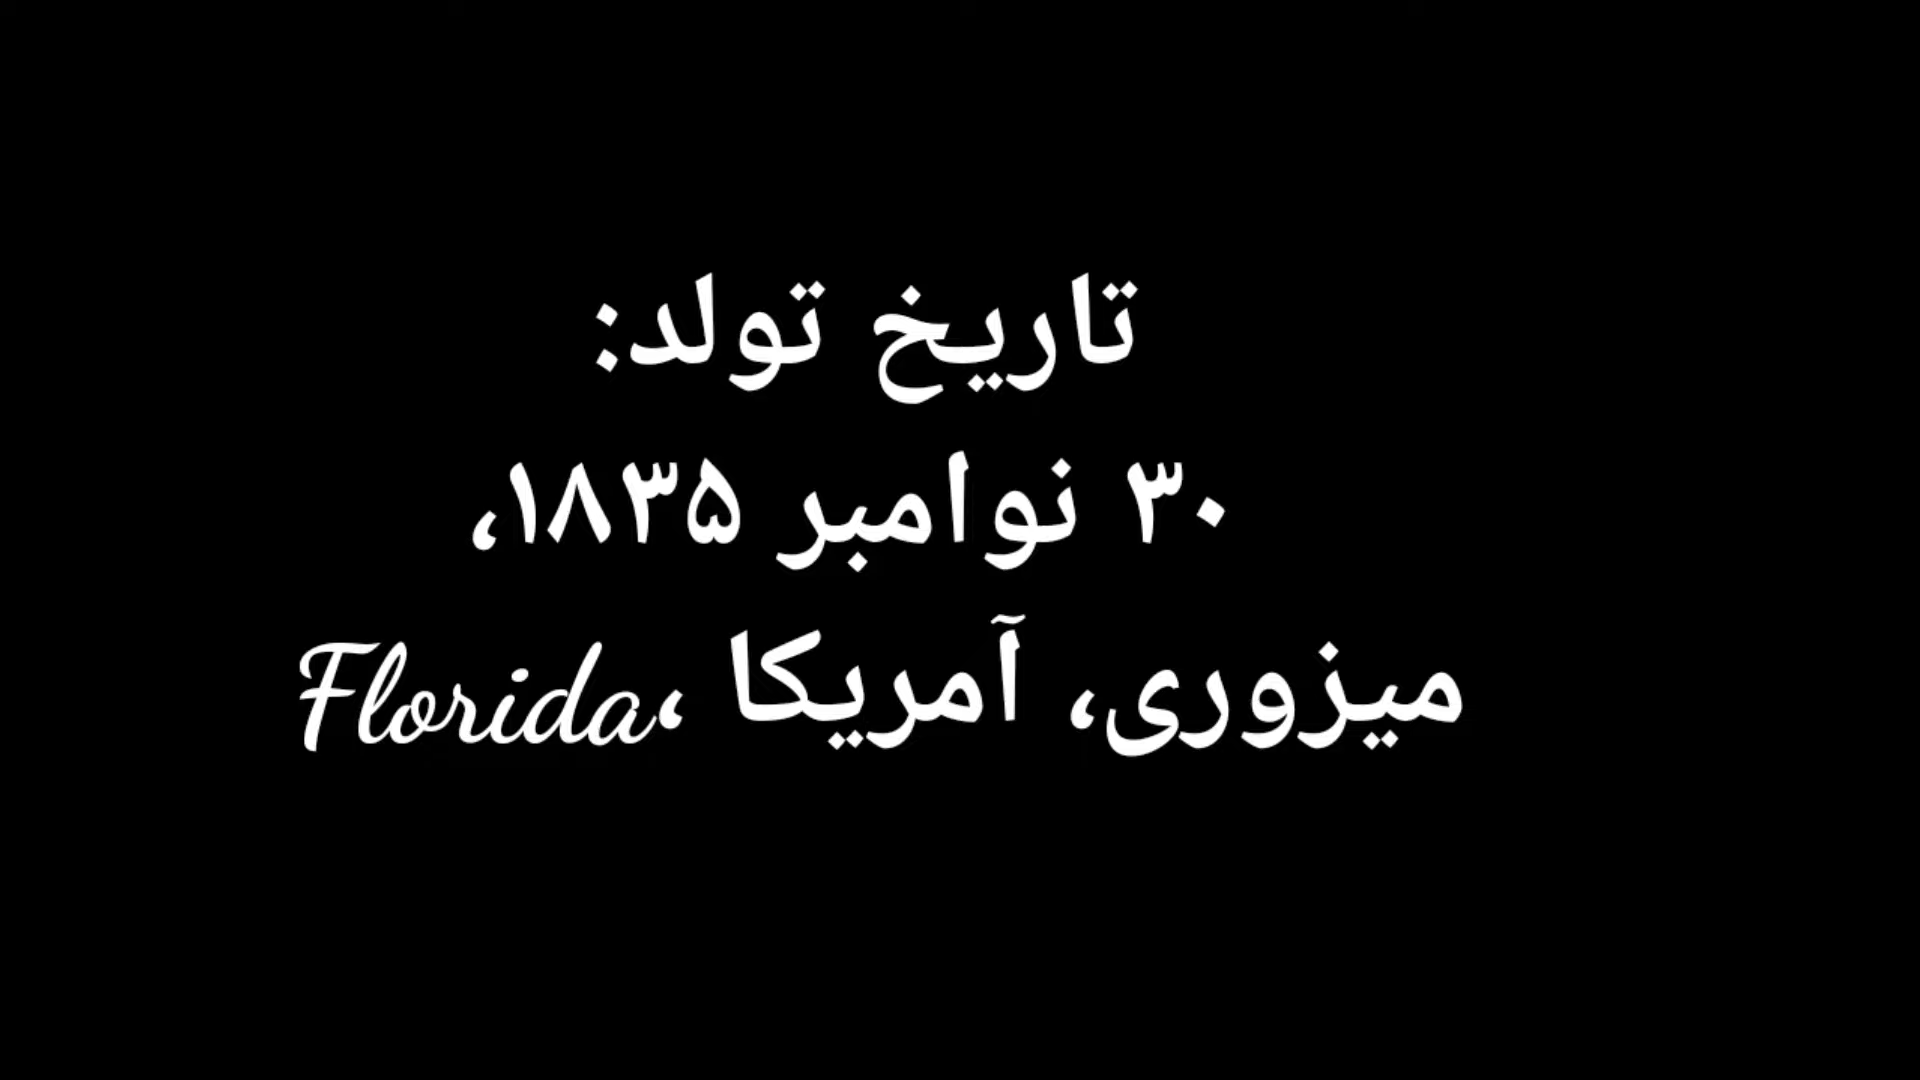 تاریخ تولد:
۳۰ نوامبر ۱۸۳۵،
میزوری، آمریکا ،Florida